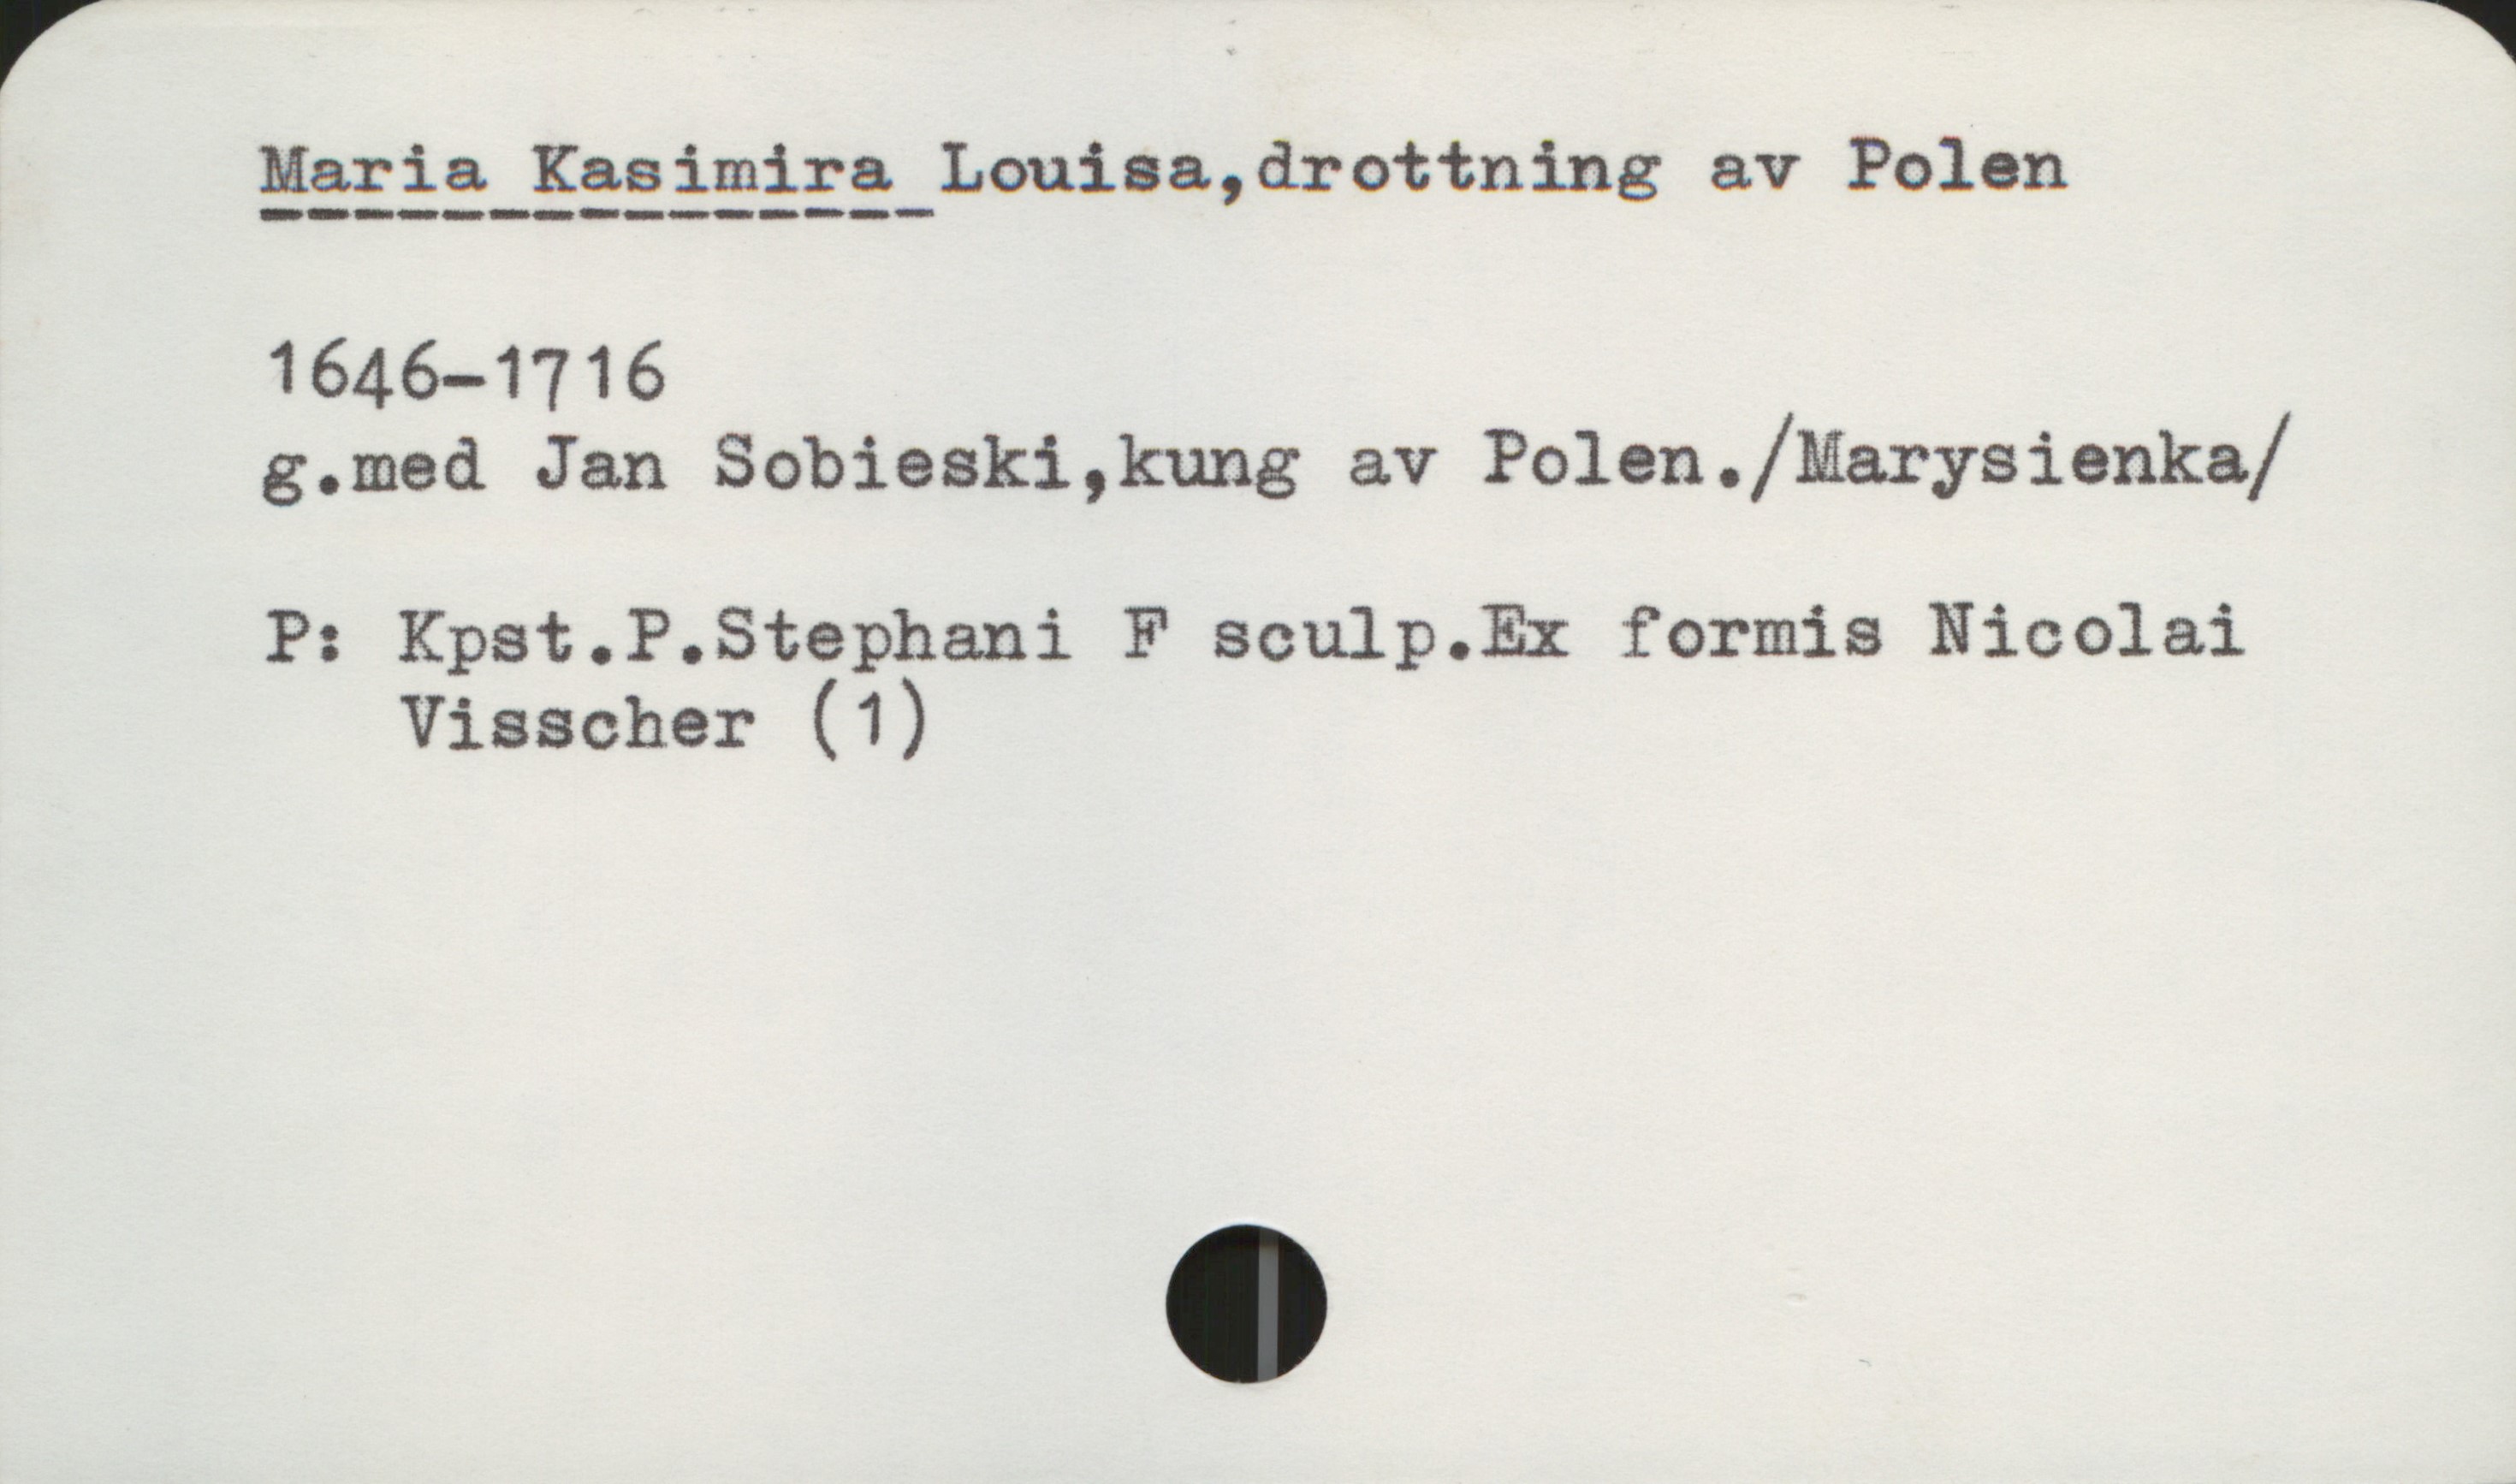 Maria Kasimira Louisa,drottning av Polen
1646-1716
g.med Jan Sobieski,kung av Polen./Marysienka/
P: Kpst.P.Stephani F sculp.Ex formis Nicolai
Visscher (1)